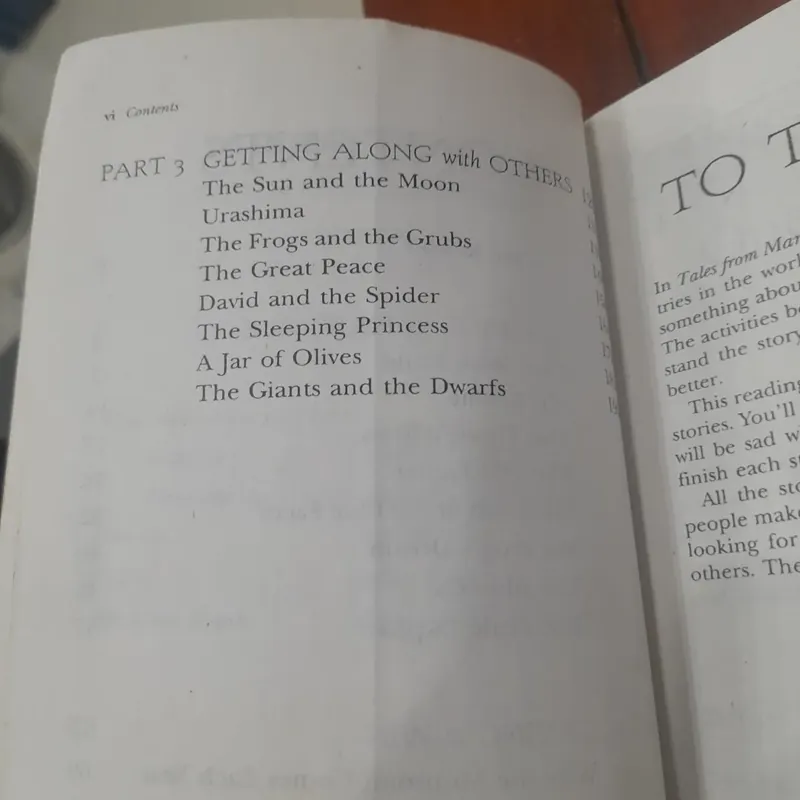 vi Contents
PART 3 GETTING ALONG with OTHERS
The Sun and the Moon
Urashima
The Frogs and the Grubs
The Great Peace
David and the Spider
The Sleeping Princess
A Jar of Olives
The Giants and the Dwarfs
TO
In Tales from
tries in the
something
The activities
stand the story
better.
This reading
stories. You'll
will be sad
finish each
All the
people make
looking for
others. The